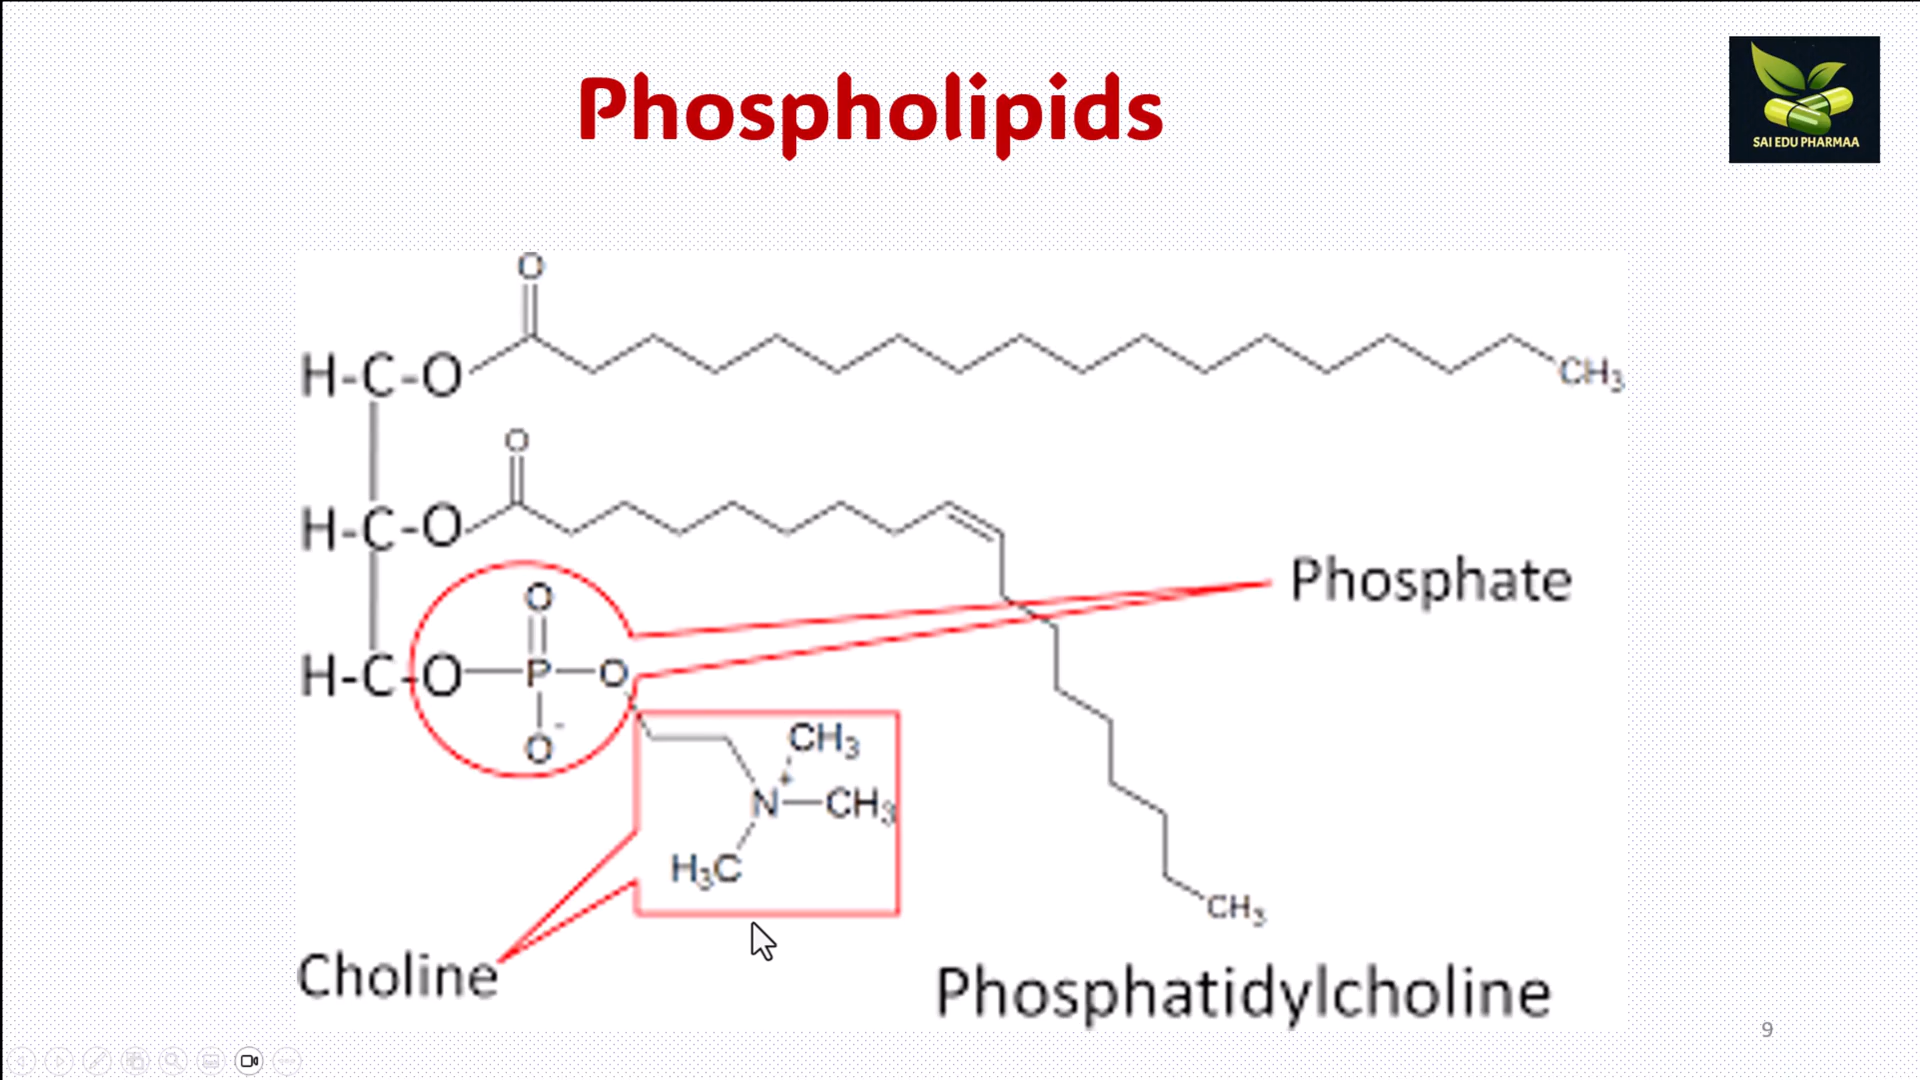 Phospholipids
SAI EDU PHARMAA
O
H-C-O
CH3
O
H-C-O
Phosphate
O
H-C-O P O
O-
CH3
N+ CH3
H3C
CH3
Choline
Phosphatidylcholine
9